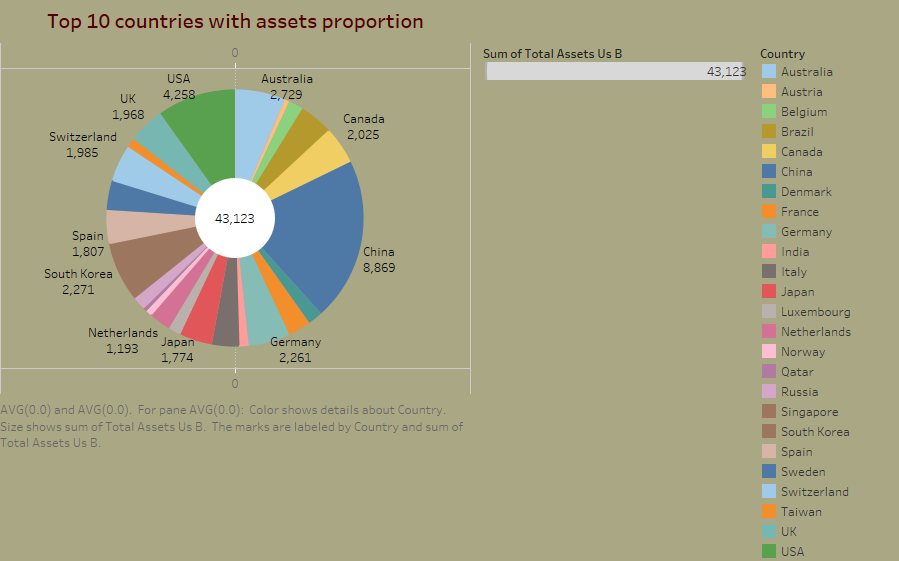 Top 10 countries with assets proportion
0
USA
4,258
Australia
2,729
UK
1,968
Canada
2,025
Switzerland
1,985
43,123
Spain
1,807
China
8,869
South Korea
2,271
Netherlands
1,193
Japan
1,774
Germany
2,261
0
AVG(0.0) and AVG(0.0). For pane AVG(0.0): Color shows details about Country.
Size shows sum of Total Assets Us B. The marks are labeled by Country and sum of
Total Assets Us B.
Sum of Total Assets Us B
43,123
Country
Australia
Austria
Belgium
Brazil
Canada
China
Denmark
France
Germany
India
Italy
Japan
Luxembourg
Netherlands
Norway
Qatar
Russia
Singapore
South Korea
Spain
Sweden
Switzerland
Taiwan
UK
USA